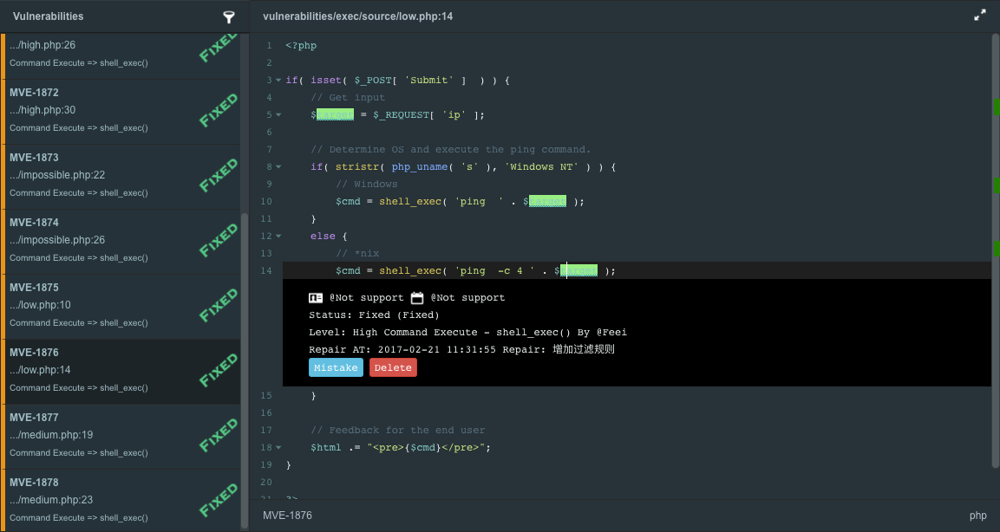 Vulnerabilities
.../high.php:26
Command Execute => shell_exec()
FIXED
MVE-1872
.../high.php:30
Command Execute => shell_exec()
FIXED
MVE-1873
.../impossible.php:22
Command Execute => shell_exec()
FIXED
MVE-1874
.../impossible.php:26
Command Execute => shell_exec()
FIXED
MVE-1875
.../low.php:10
Command Execute => shell_exec()
FIXED
MVE-1876
.../low.php:14
Command Execute => shell_exec()
FIXED
MVE-1877
.../medium.php:19
Command Execute => shell_exec()
FIXED
MVE-1878
.../medium.php:23
Command Execute => shell_exec()
FIXED
vulnerabilities/exec/source/low.php:14
1 <?php
2
3 if( isset( $_POST[ 'Submit' ]  ) ) {
4 // Get input
5 $target = $_REQUEST[ 'ip' ];
6
7 // Determine OS and execute the ping command.
8 if( stristr( php_uname( 's' ), 'Windows NT' ) ) {
9 // Windows
10 $cmd = shell_exec( 'ping  ' . $target );
11 }
12 else {
13 // *nix
14 $cmd = shell_exec( 'ping  -c 4 ' . $target );
@Not support @Not support
Status: Fixed (Fixed)
Level: High Command Execute - shell_exec() By @Feei
Repair AT: 2017-02-21 11:31:55 Repair: 增加过滤规则
Mistake Delete
15 }
16
17 // Feedback for the end user
18 $html .= "<pre>{$cmd}</pre>";
19 }
20
21 ?>
MVE-1876
php